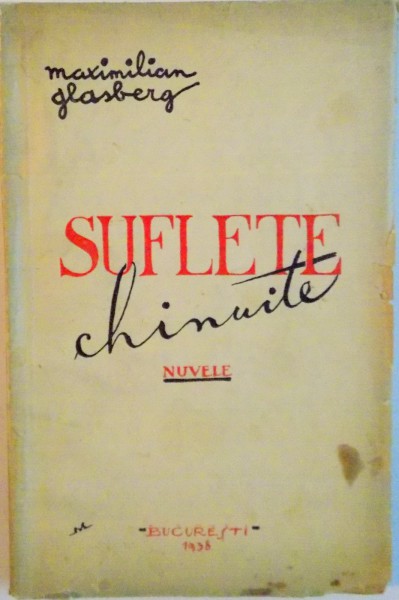 maximilian
glasberg
SUFLETE
chinuite
NUVELE
- BUCUREȘTI -
1938